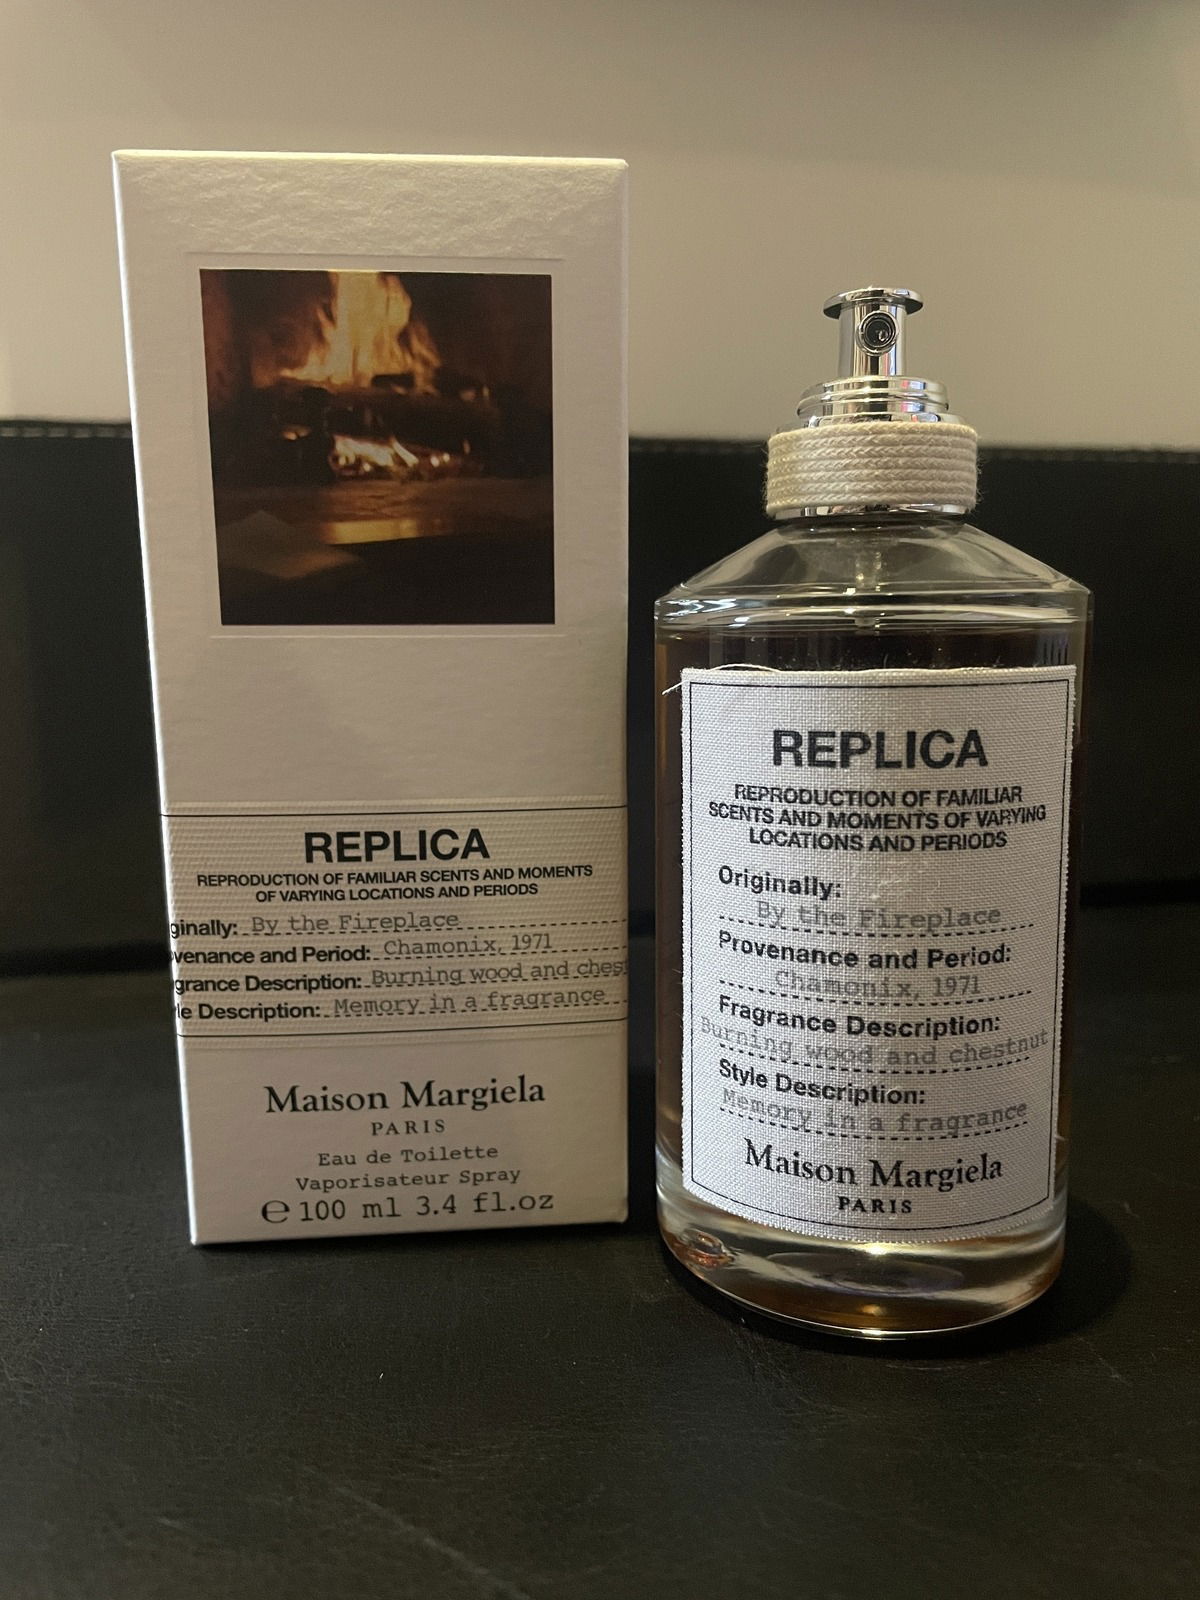 REPLICA
REPRODUCTION OF FAMILIAR SCENTS AND MOMENTS
OF VARYING LOCATIONS AND PERIODS
ginally: By the Fireplace
venance and Period: Chamonix, 1971
grance Description: Burning wood and chest
le Description: Memory in a fragrance
Maison Margiela
PARIS
Eau de Toilette
Vaporisateur Spray
℮ 100 ml 3.4 fl.oz
REPLICA
REPRODUCTION OF FAMILIAR
SCENTS AND MOMENTS OF VARYING
LOCATIONS AND PERIODS
Originally:
By the Fireplace
Provenance and Period:
Chamonix, 1971
Fragrance Description:
Burning wood and chestnut
Style Description:
Memory in a fragrance
Maison Margiela
PARIS